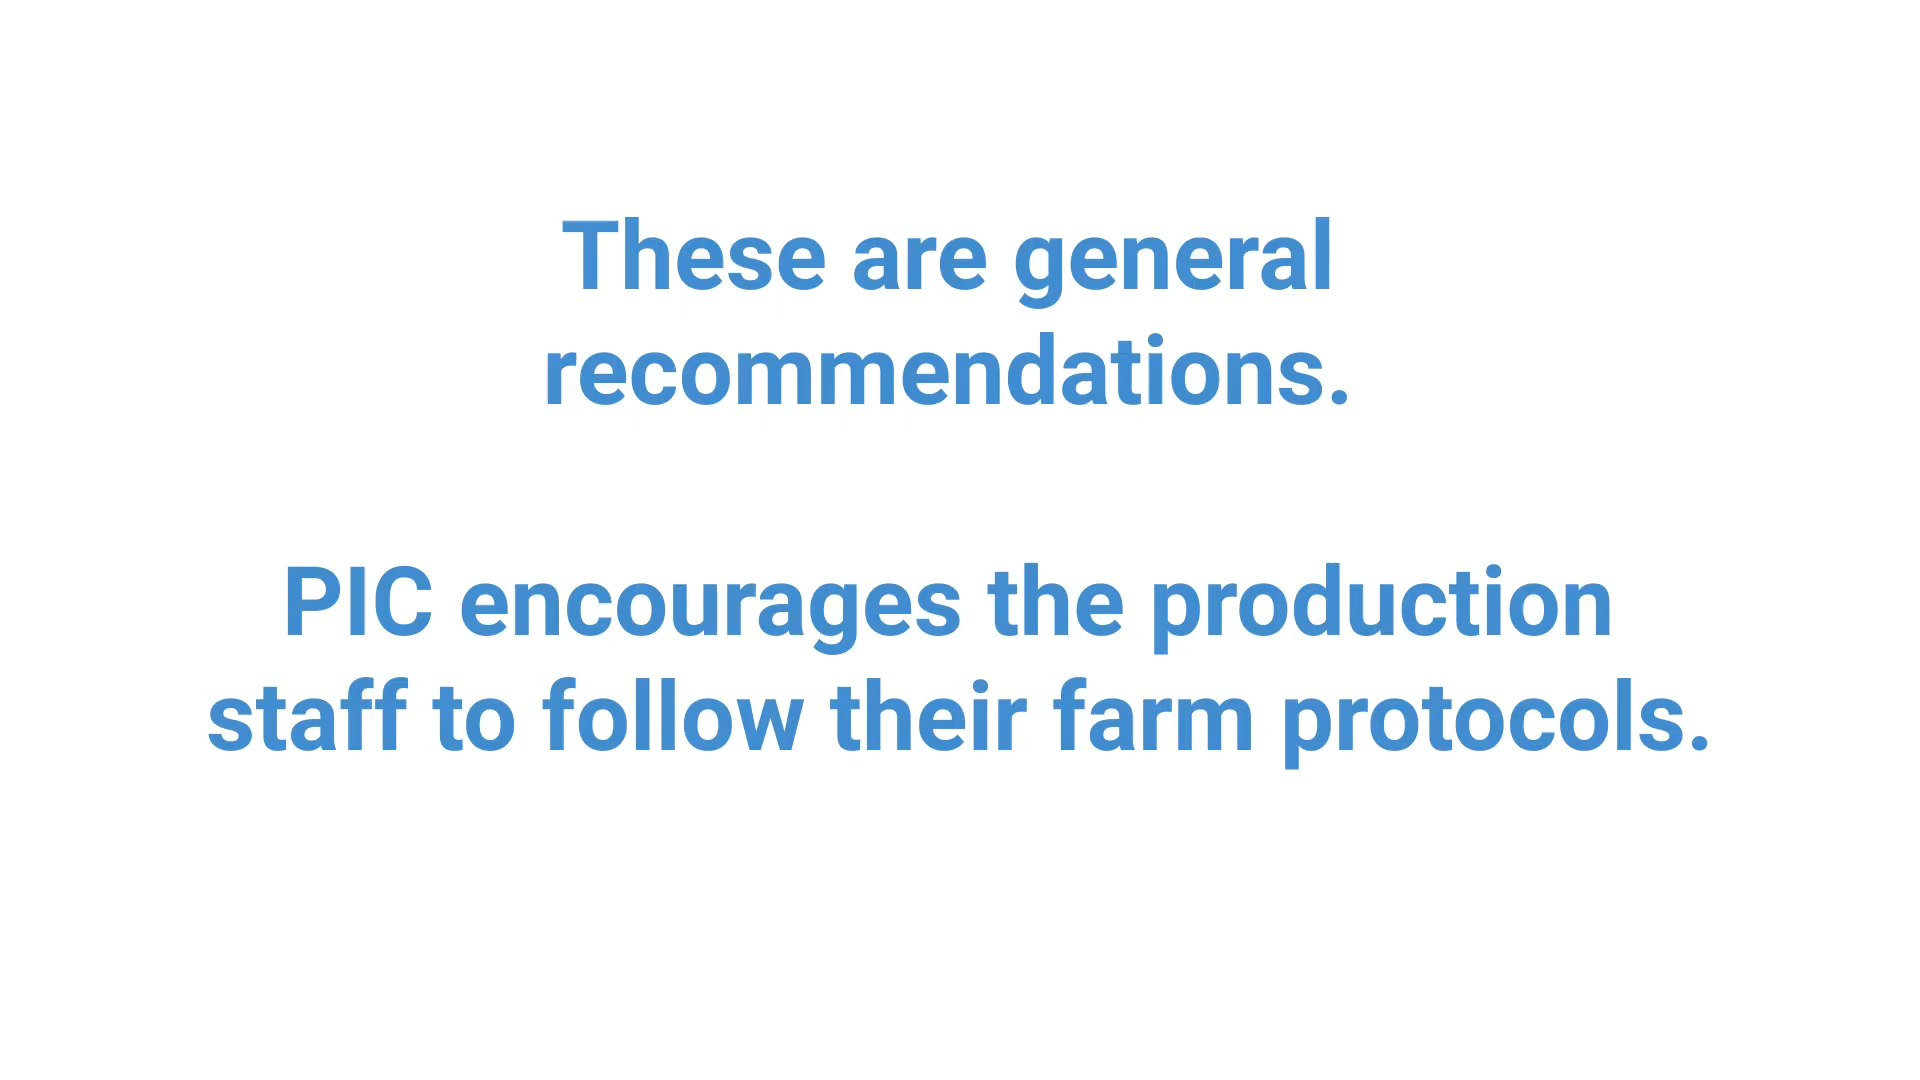 These are general
recommendations.
PIC encourages the production
staff to follow their farm protocols.